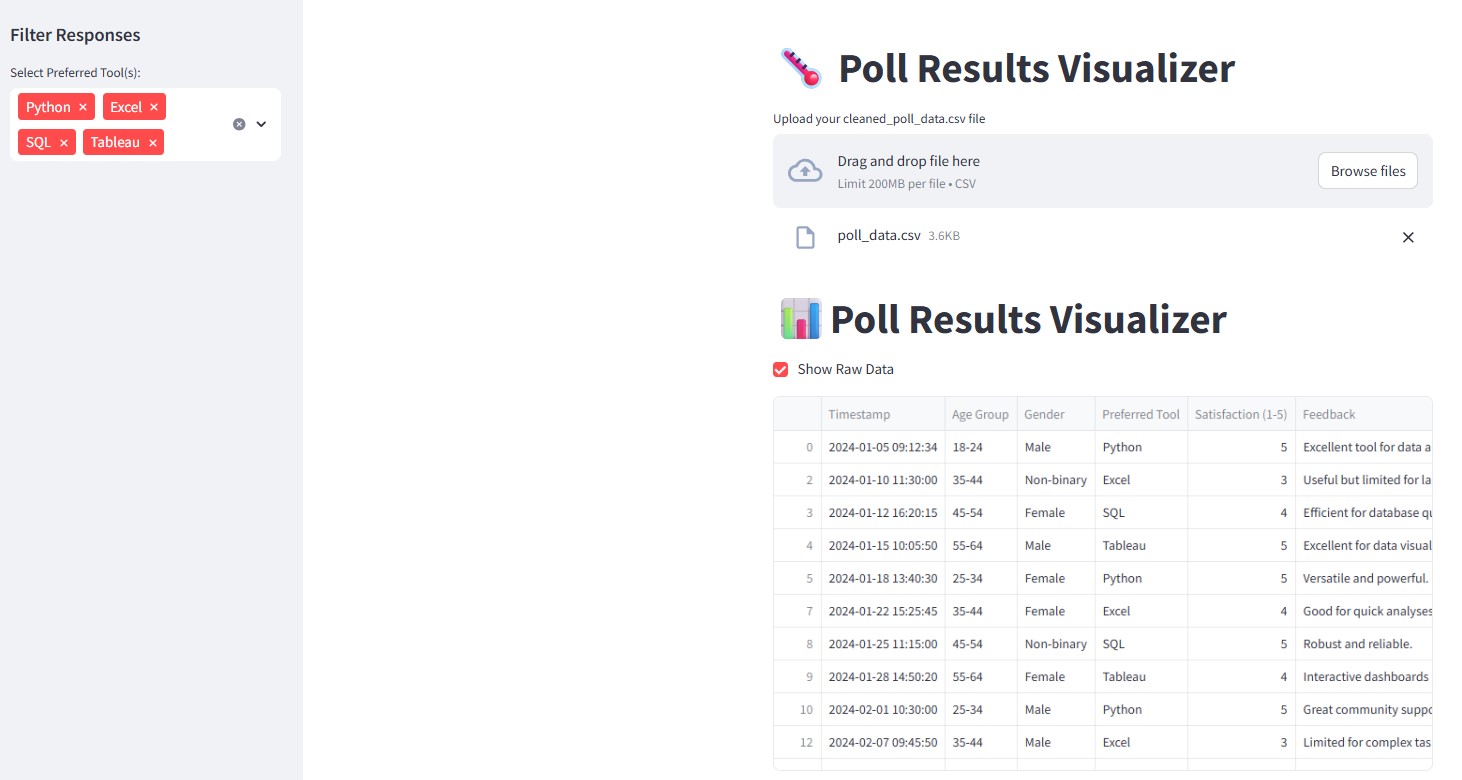 Filter Responses
Select Preferred Tool(s):
Python × Excel ×
SQL × Tableau ×
Poll Results Visualizer
Upload your cleaned_poll_data.csv file
Drag and drop file here
Limit 200MB per file • CSV
Browse files
poll_data.csv 3.6KB
Poll Results Visualizer
Show Raw Data
Timestamp Age Group Gender Preferred Tool Satisfaction (1-5) Feedback
0 2024-01-05 09:12:34 18-24 Male Python 5 Excellent tool for data a
2 2024-01-10 11:30:00 35-44 Non-binary Excel 3 Useful but limited for la
3 2024-01-12 16:20:15 45-54 Female SQL 4 Efficient for database qu
4 2024-01-15 10:05:50 55-64 Male Tableau 5 Excellent for data visual
5 2024-01-18 13:40:30 25-34 Female Python 5 Versatile and powerful.
7 2024-01-22 15:25:45 35-44 Female Excel 4 Good for quick analyses
8 2024-01-25 11:15:00 45-54 Non-binary SQL 5 Robust and reliable.
9 2024-01-28 14:50:20 55-64 Female Tableau 4 Interactive dashboards
10 2024-02-01 10:30:00 25-34 Male Python 5 Great community suppo
12 2024-02-07 09:45:50 35-44 Male Excel 3 Limited for complex tas